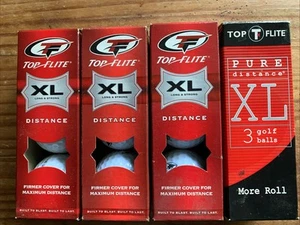 TOP-FLITE
XL
LONG & STRONG
DISTANCE
FIRMER COVER FOR
MAXIMUM DISTANCE
BUILT TO BLAST. BUILT TO LAST.
TOP-FLITE
XL
LONG & STRONG
DISTANCE
FIRMER COVER FOR
MAXIMUM DISTANCE
BUILT TO BLAST. BUILT TO LAST.
TOP-FLITE
XL
LONG & STRONG
DISTANCE
FIRMER COVER FOR
MAXIMUM DISTANCE
BUILT TO BLAST. BUILT TO LAST.
TOP T FLITE
PURE
distance
XL
3 golf
balls
More Roll